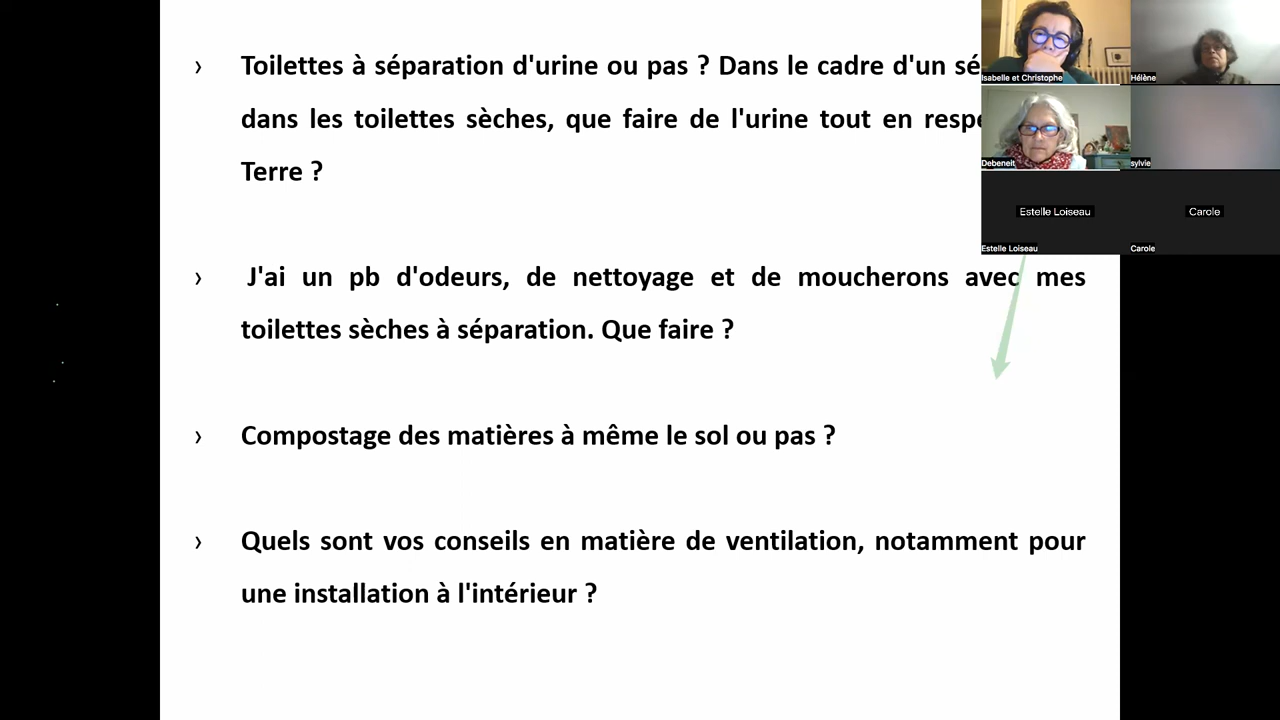 › Toilettes à séparation d'urine ou pas ? Dans le cadre d'un
dans les toilettes sèches, que faire de l'urine tout en
Terre ?
› J'ai un pb d'odeurs, de nettoyage et de moucherons avec mes
toilettes sèches à séparation. Que faire ?
› Compostage des matières à même le sol ou pas ?
› Quels sont vos conseils en matière de ventilation, notamment pour
une installation à l'intérieur ?
Isabelle et Christophe
Hélène
Debeneit
sylvie
Estelle Loiseau
Carole
Estelle Loiseau
Carole